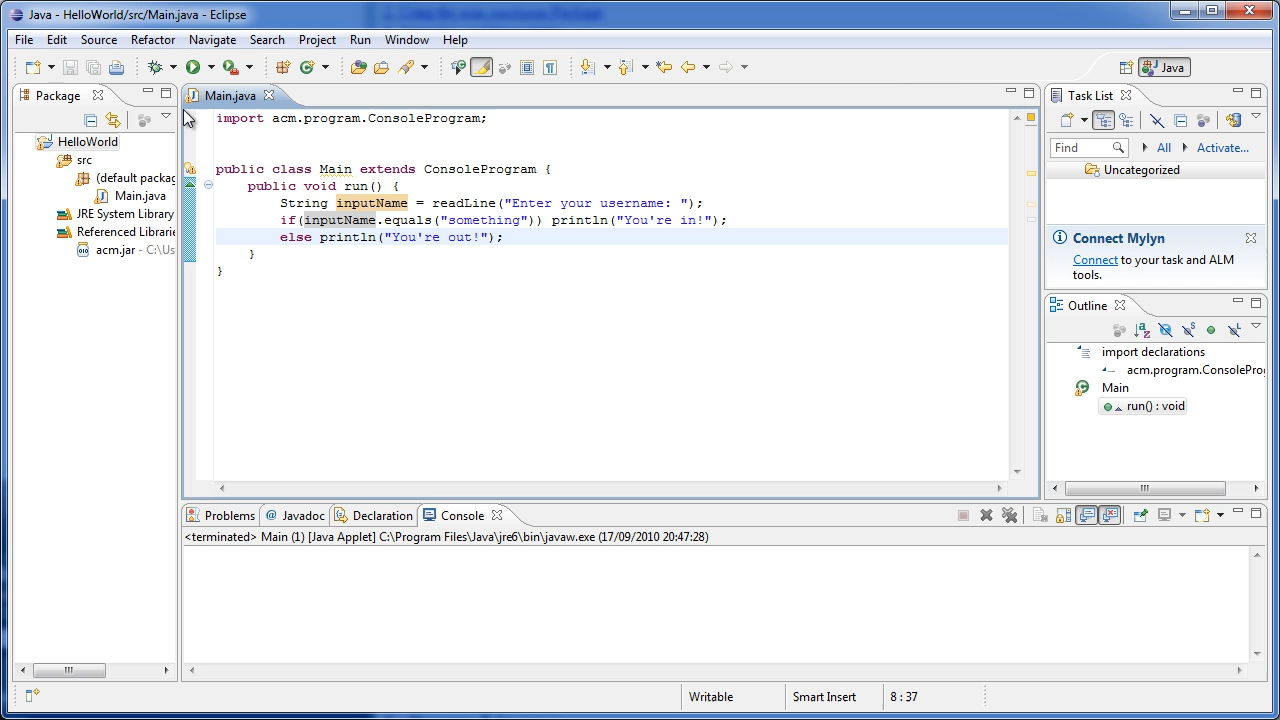 Java - HelloWorld/src/Main.java - Eclipse
File Edit Source Refactor Navigate Search Project Run Window Help
Java
Package
HelloWorld
src
(default packag
Main.java
JRE System Library
Referenced Librarie
acm.jar - C:\Us
Main.java
import acm.program.ConsoleProgram;
public class Main extends ConsoleProgram {
public void run() {
String inputName = readLine("Enter your username: ");
if(inputName.equals("something")) println("You're in!");
else println("You're out!");
}
}
Task List
Find All Activate...
Uncategorized
Connect Mylyn
Connect to your task and ALM
tools.
Outline
import declarations
acm.program.ConsolePro
Main
run() : void
Problems @ Javadoc Declaration Console
<terminated> Main (1) [Java Applet] C:\Program Files\Java\jre6\bin\javaw.exe (17/09/2010 20:47:28)
Writable Smart Insert 8 : 37